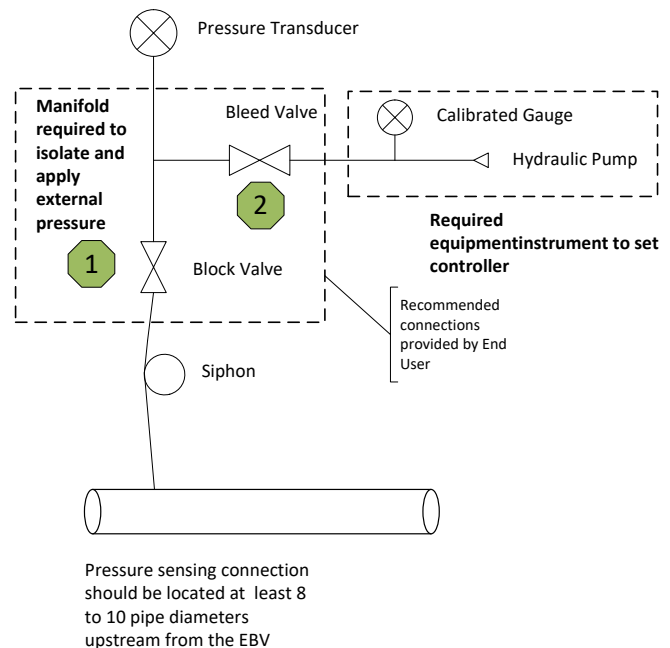 Pressure Transducer
Manifold
required to
isolate and
apply
external
pressure
Bleed Valve
2
1
Block Valve
Calibrated Gauge
Hydraulic Pump
Required
equipmentinstrument to set
controller
Recommended
connections
provided by End
User
Siphon
Pressure sensing connection
should be located at  least 8
to 10 pipe diameters
upstream from the EBV